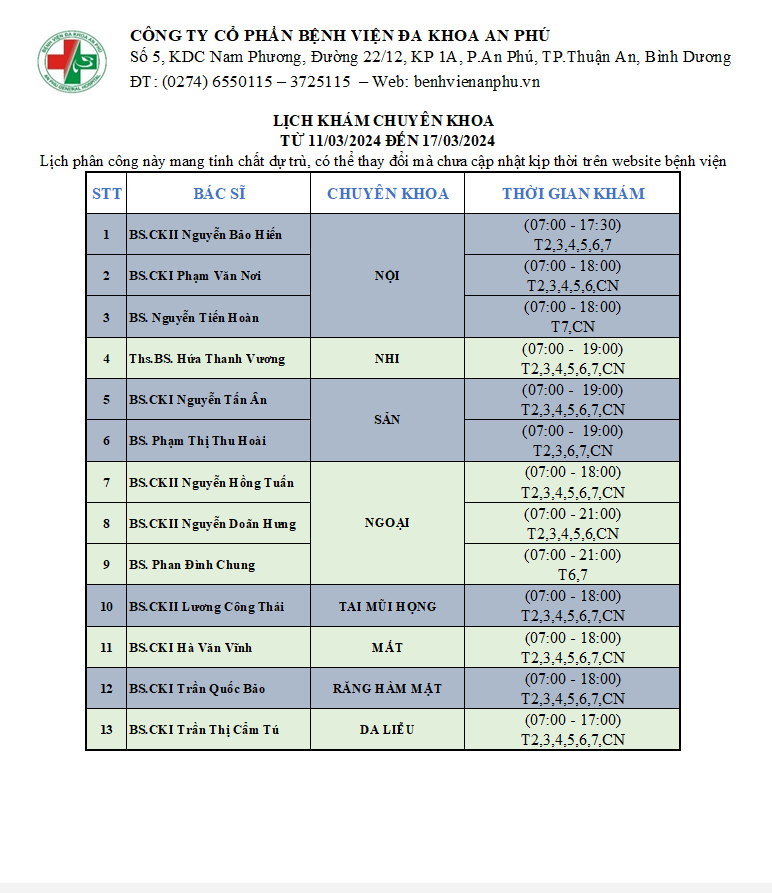 BỆNH VIỆN ĐA KHOA AN PHÚ
AN PHU GENERAL HOSPITAL
CÔNG TY CỔ PHẦN BỆNH VIỆN ĐA KHOA AN PHÚ
Số 5, KDC Nam Phương, Đường 22/12, KP 1A, P.An Phú, TP.Thuận An, Bình Dương
ĐT: (0274) 6550115 – 3725115 – Web: benhvienanphu.vn
LỊCH KHÁM CHUYÊN KHOA
TỪ 11/03/2024 ĐẾN 17/03/2024
Lịch phân công này mang tính chất dự trù, có thể thay đổi mà chưa cập nhật kịp thời trên website bệnh viện
STT BÁC SĨ CHUYÊN KHOA THỜI GIAN KHÁM
1 BS.CKII Nguyễn Bảo Hiến (07:00 - 17:30)
T2,3,4,5,6,7
2 BS.CKI Phạm Văn Nơi NỘI (07:00 - 18:00)
T2,3,4,5,6,CN
3 BS. Nguyễn Tiến Hoàn (07:00 - 18:00)
T7,CN
4 Ths.BS. Hứa Thanh Vương NHI (07:00 - 19:00)
T2,3,4,5,6,7,CN
5 BS.CKI Nguyễn Tấn Ân (07:00 - 19:00)
T2,3,4,5,6,7,CN
SẢN
6 BS. Phạm Thị Thu Hoài (07:00 - 19:00)
T2,3,6,7,CN
7 BS.CKII Nguyễn Hồng Tuấn (07:00 - 18:00)
T2,3,4,5,6,7,CN
8 BS.CKII Nguyễn Doãn Hưng NGOẠI (07:00 - 21:00)
T2,3,4,5,6,CN
9 BS. Phan Đình Chung (07:00 - 21:00)
T6,7
10 BS.CKII Lương Công Thái TAI MŨI HỌNG (07:00 - 18:00)
T2,3,4,5,6,7,CN
11 BS.CKI Hà Văn Vĩnh MẮT (07:00 - 18:00)
T2,3,4,5,6,7,CN
12 BS.CKI Trần Quốc Bảo RĂNG HÀM MẶT (07:00 - 18:00)
T2,3,4,5,6,7,CN
13 BS.CKI Trần Thị Cẩm Tú DA LIỄU (07:00 - 17:00)
T2,3,4,5,6,7,CN